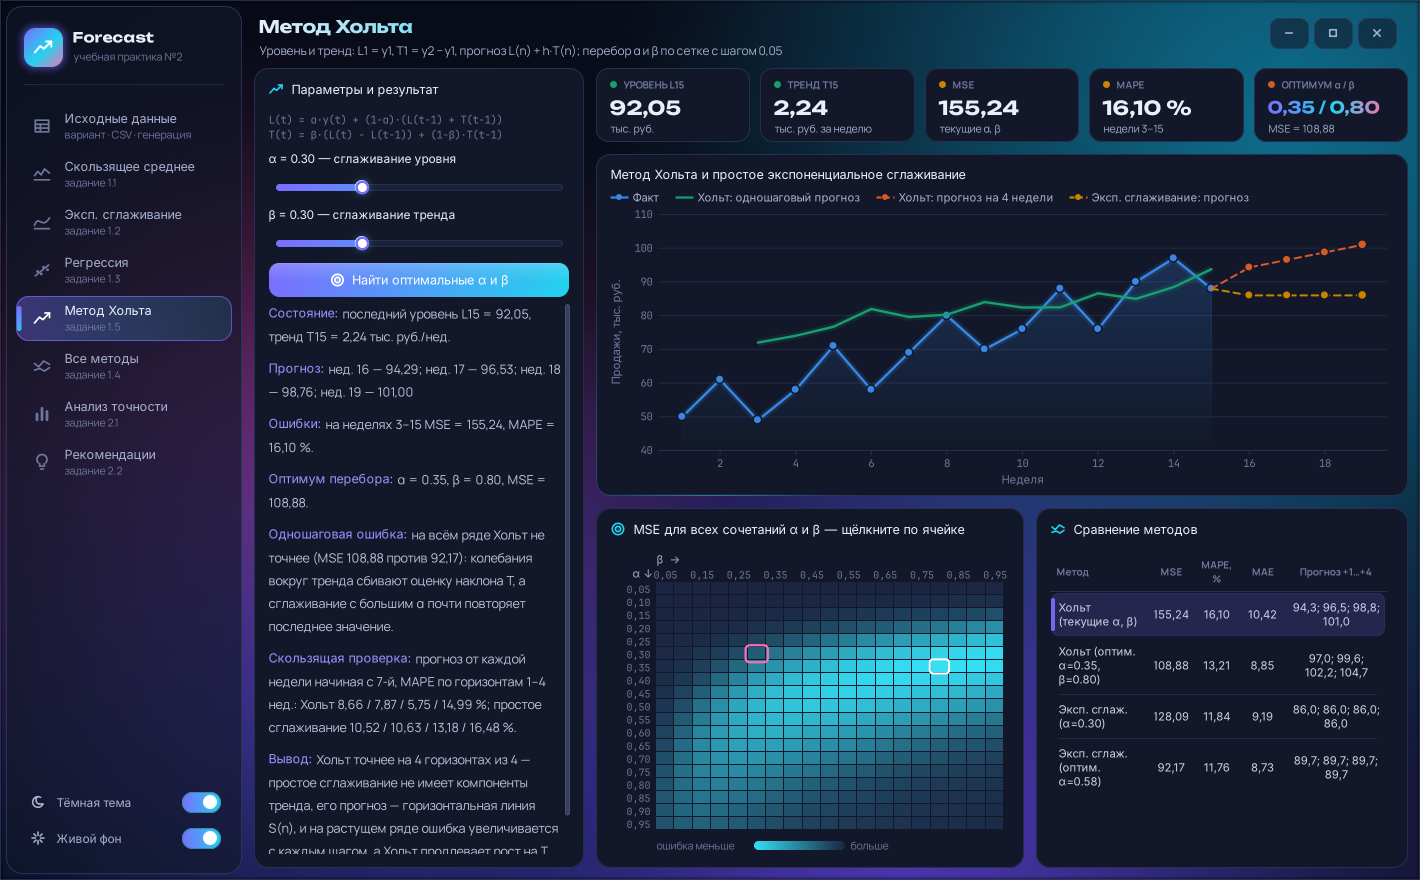 Forecast
учебная практика №2
Исходные данные
вариант · CSV · генерация
Скользящее среднее
задание 1.1
Эксп. сглаживание
задание 1.2
Регрессия
задание 1.3
Метод Хольта
задание 1.5
Все методы
задание 1.4
Анализ точности
задание 2.1
Рекомендации
задание 2.2
Тёмная тема
Живой фон
Метод Хольта
Уровень и тренд: L1 = y1, T1 = y2 − y1, прогноз L(n) + h·T(n); перебор α и β по сетке с шагом 0,05
Параметры и результат
L(t) = α·y(t) + (1-α)·(L(t-1) + T(t-1))
T(t) = β·(L(t) - L(t-1)) + (1-β)·T(t-1)
α = 0.30 — сглаживание уровня
β = 0.30 — сглаживание тренда
Найти оптимальные α и β
Состояние: последний уровень L15 = 92,05,
тренд T15 = 2,24 тыс. руб./нед.
Прогноз: нед. 16 — 94,29; нед. 17 — 96,53; нед. 18
— 98,76; нед. 19 — 101,00
Ошибки: на неделях 3–15 MSE = 155,24, MAPE =
16,10 %.
Оптимум перебора: α = 0.35, β = 0.80, MSE =
108,88.
Одношаговая ошибка: на всём ряде Хольт не
точнее (MSE 108,88 против 92,17): колебания
вокруг тренда сбивают оценку наклона T, а
сглаживание с большим α почти повторяет
последнее значение.
Скользящая проверка: прогноз от каждой
недели начиная с 7-й, MAPE по горизонтам 1–4
нед.: Хольт 8,66 / 7,87 / 5,75 / 14,99 %; простое
сглаживание 10,52 / 10,63 / 13,18 / 16,48 %.
Вывод: Хольт точнее на 4 горизонтах из 4 —
простое сглаживание не имеет компоненты
тренда, его прогноз — горизонтальная линия
S(n), и на растущем ряде ошибка увеличивается
с каждым шагом, а Хольт продлевает рост на T
УРОВЕНЬ L15
92,05
тыс. руб.
ТРЕНД T15
2,24
тыс. руб. за неделю
MSE
155,24
текущие α, β
MAPE
16,10 %
недели 3–15
ОПТИМУМ α / β
0,35 / 0,80
MSE = 108,88
Метод Хольта и простое экспоненциальное сглаживание
Факт
Хольт: одношаговый прогноз
Хольт: прогноз на 4 недели
Эксп. сглаживание: прогноз
Продажи, тыс. руб.
110
100
90
80
70
60
50
40
2 4 6 8 10 12 14 16 18
Неделя
MSE для всех сочетаний α и β — щёлкните по ячейке
β →
α ↓ 0,05 0,15 0,25 0,35 0,45 0,55 0,65 0,75 0,85 0,95
0,05
0,10
0,15
0,20
0,25
0,30
0,35
0,40
0,45
0,50
0,55
0,60
0,65
0,70
0,75
0,80
0,85
0,90
0,95
ошибка меньше
больше
Сравнение методов
Метод MSE MAPE, % MAE Прогноз +1…+4
Хольт
(текущие α, β) 155,24 16,10 10,42 94,3; 96,5; 98,8;
101,0
Хольт (оптим.
α=0.35,
β=0.80) 108,88 13,21 8,85 97,0; 99,6;
102,2; 104,7
Эксп. сглаж.
(α=0.30) 128,09 11,84 9,19 86,0; 86,0; 86,0;
86,0
Эксп. сглаж.
(оптим.
α=0.58) 92,17 11,76 8,73 89,7; 89,7; 89,7;
89,7